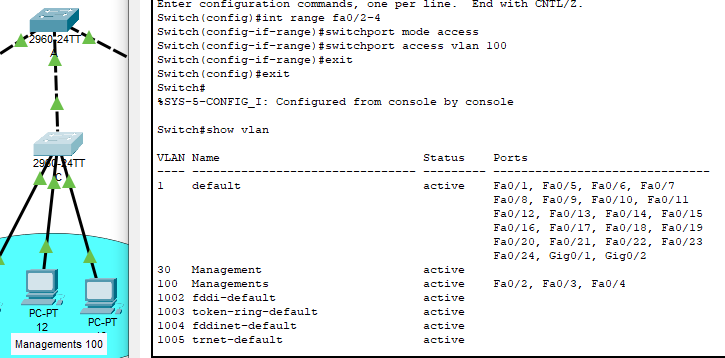 2960-24TT
2960-24TT
C
PC-PT
12
PC-PT
Managements 100
Enter configuration commands, one per line.  End with CNTL/Z.
Switch(config)#int range fa0/2-4
Switch(config-if-range)#switchport mode access
Switch(config-if-range)#switchport access vlan 100
Switch(config-if-range)#exit
Switch(config)#exit
Switch#
%SYS-5-CONFIG_I: Configured from console by console
Switch#show vlan
VLAN Name                             Status    Ports
---- -------------------------------- --------- -------------------------------
1    default                          active    Fa0/1, Fa0/5, Fa0/6, Fa0/7
                                                Fa0/8, Fa0/9, Fa0/10, Fa0/11
                                                Fa0/12, Fa0/13, Fa0/14, Fa0/15
                                                Fa0/16, Fa0/17, Fa0/18, Fa0/19
                                                Fa0/20, Fa0/21, Fa0/22, Fa0/23
                                                Fa0/24, Gig0/1, Gig0/2
30   Management                       active
100  Managements                      active    Fa0/2, Fa0/3, Fa0/4
1002 fddi-default                     active
1003 token-ring-default               active
1004 fddinet-default                  active
1005 trnet-default                    active